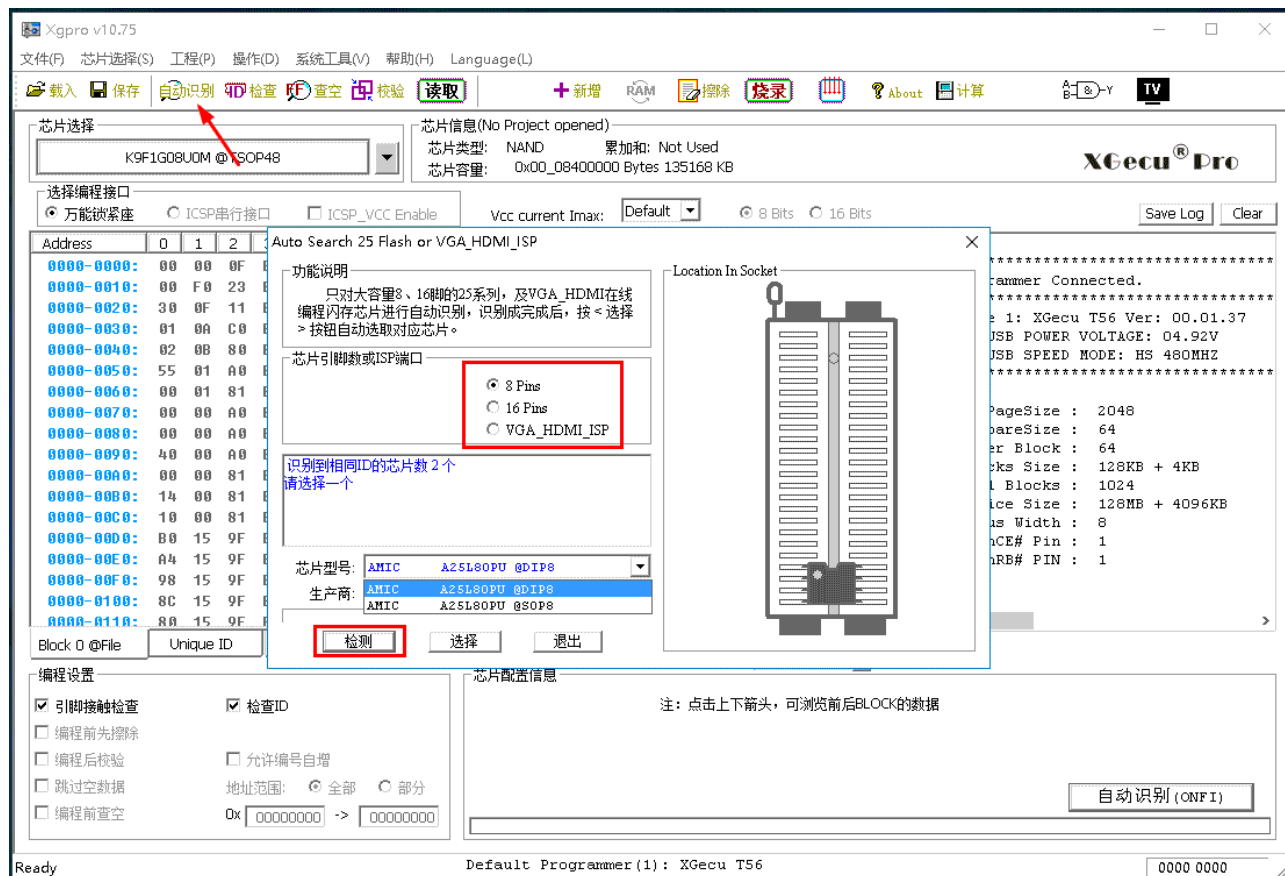 Xgpro v10.75
文件(F) 芯片选择(S) 工程(P) 操作(D) 系统工具(V) 帮助(H) Language(L)
载入 保存 自动识别 ID 检查 FF 查空 校验 读取 新增 RAM 擦除 烧录 About 计算 A B & Y TV
芯片选择
K9F1G08U0M @TSOP48
芯片信息(No Project opened)
芯片类型: NAND 累加和: Not Used
芯片容量: 0x00_08400000 Bytes 135168 KB
XGecu® Pro
选择编程接口
万能锁紧座 ICSP串行接口 ICSP_VCC Enable Vcc current Imax: Default 8 Bits 16 Bits Save Log Clear
Address 0 1 2
0000-0000: 00 00 0F
0000-0010: 00 F0 23
0000-0020: 30 0F 11
0000-0030: 01 0A C0
0000-0040: 02 0B 80
0000-0050: 55 01 A0
0000-0060: 00 01 81
0000-0070: 00 00 A0
0000-0080: 00 00 A0
0000-0090: 40 00 A0
0000-00A0: 00 00 81
0000-00B0: 14 00 81
0000-00C0: 10 00 81
0000-00D0: B0 15 9F
0000-00E0: A4 15 9F
0000-00F0: 98 15 9F
0000-0100: 8C 15 9F
0000-0110: 80 15 9F
Block 0 @File Unique ID
Auto Search 25 Flash or VGA_HDMI_ISP
功能说明
只对大容量8、16脚的25系列，及VGA_HDMI在线
编程闪存芯片进行自动识别，识别成完后，按＜选择
＞按钮自动选取对应芯片。
芯片引脚数或ISP端口
8 Pins
16 Pins
VGA_HDMI_ISP
识别到相同ID的芯片数 2 个
请选择一个
芯片型号: AMIC A25L80PU @DIP8
生产商: AMIC A25L80PU @DIP8
AMIC A25L80PU @SOP8
检测 选择 退出
Location In Socket
**********************************
rammer Connected.
**********************************
e 1: XGecu T56 Ver: 00.01.37
USB POWER VOLTAGE: 04.92V
USB SPEED MODE: HS 480MHZ
**********************************
PageSize : 2048
pareSize : 64
er Block : 64
cks Size : 128KB + 4KB
l Blocks : 1024
ice Size : 128MB + 4096KB
us Width : 8
nCE# Pin : 1
nRB# PIN : 1
编程设置
引脚接触检查 检查ID
编程前先擦除
编程后校验 允许编号自增
跳过空数据 地址范围: 全部 部分
编程前查空 0x 00000000 -> 00000000
芯片配置信息
注：点击上下箭头，可浏览前后BLOCK的数据
自动识别(ONFI)
Ready Default Programmer(1): XGecu T56 0000 0000